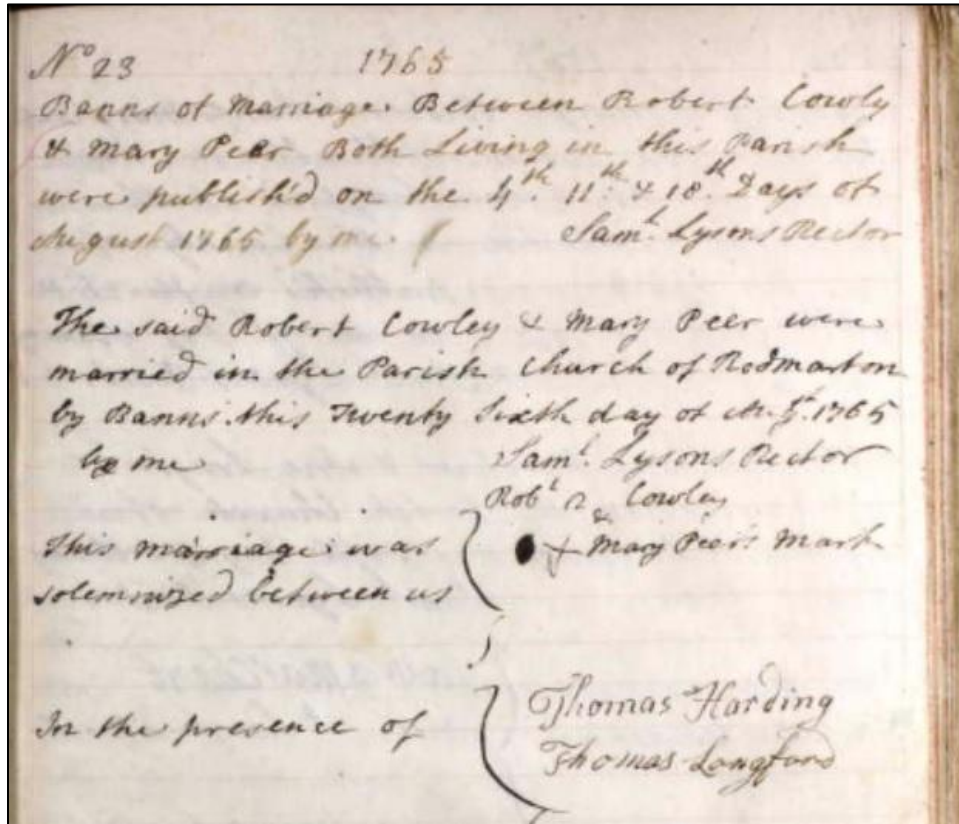 No 23 1765
Banns of Marriage Between Robert Cowly
& Mary Peer Both Living in this Parish
were publish'd on the 4th. 11th. & 18th. Days of
August 1765 by me. Saml. Lysons Rector
The said Robert Cowley & Mary Peer were
married in the Parish Church of Rodmarton
by Banns this Twenty Sixth day of Augst. 1765
by me Saml. Lysons Rector
Robt Cowley
&
This marriage was Mary Peer's Mark
solemnized between us
In the presence of Thomas Harding
Thomas Langford